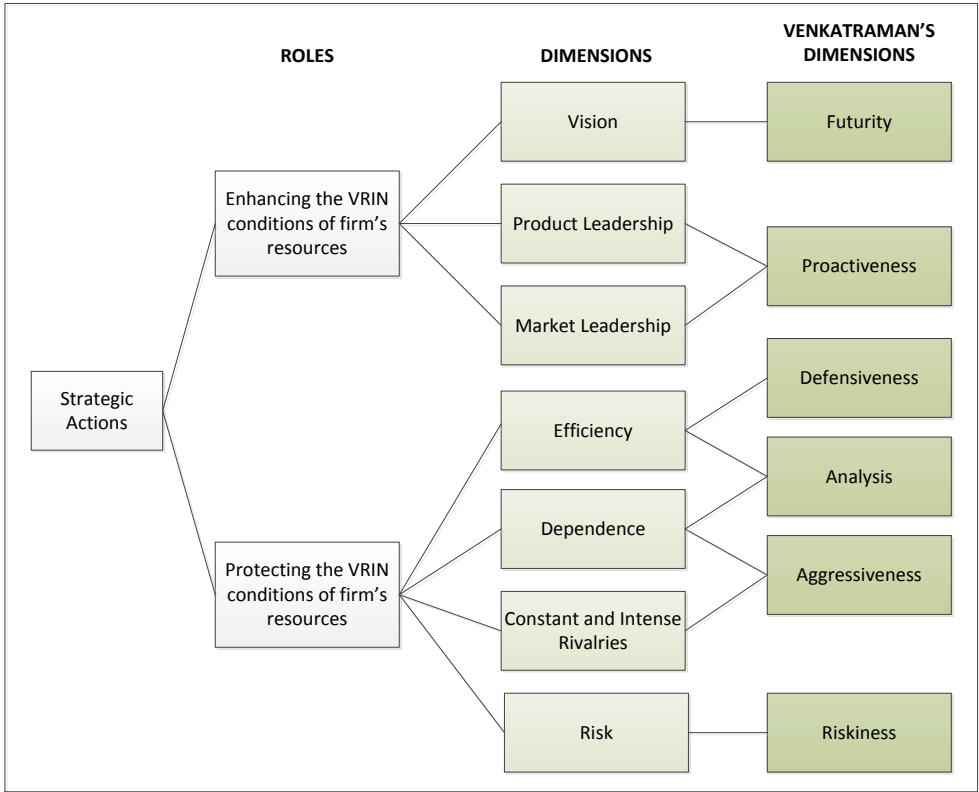 ROLES
DIMENSIONS
VENKATRAMAN'S
DIMENSIONS
Strategic
Actions
Enhancing the VRIN
conditions of firm's
resources
Protecting the VRIN
conditions of firm's
resources
Vision
Product Leadership
Market Leadership
Efficiency
Dependence
Constant and Intense
Rivalries
Risk
Futurity
Proactiveness
Defensiveness
Analysis
Aggressiveness
Riskiness